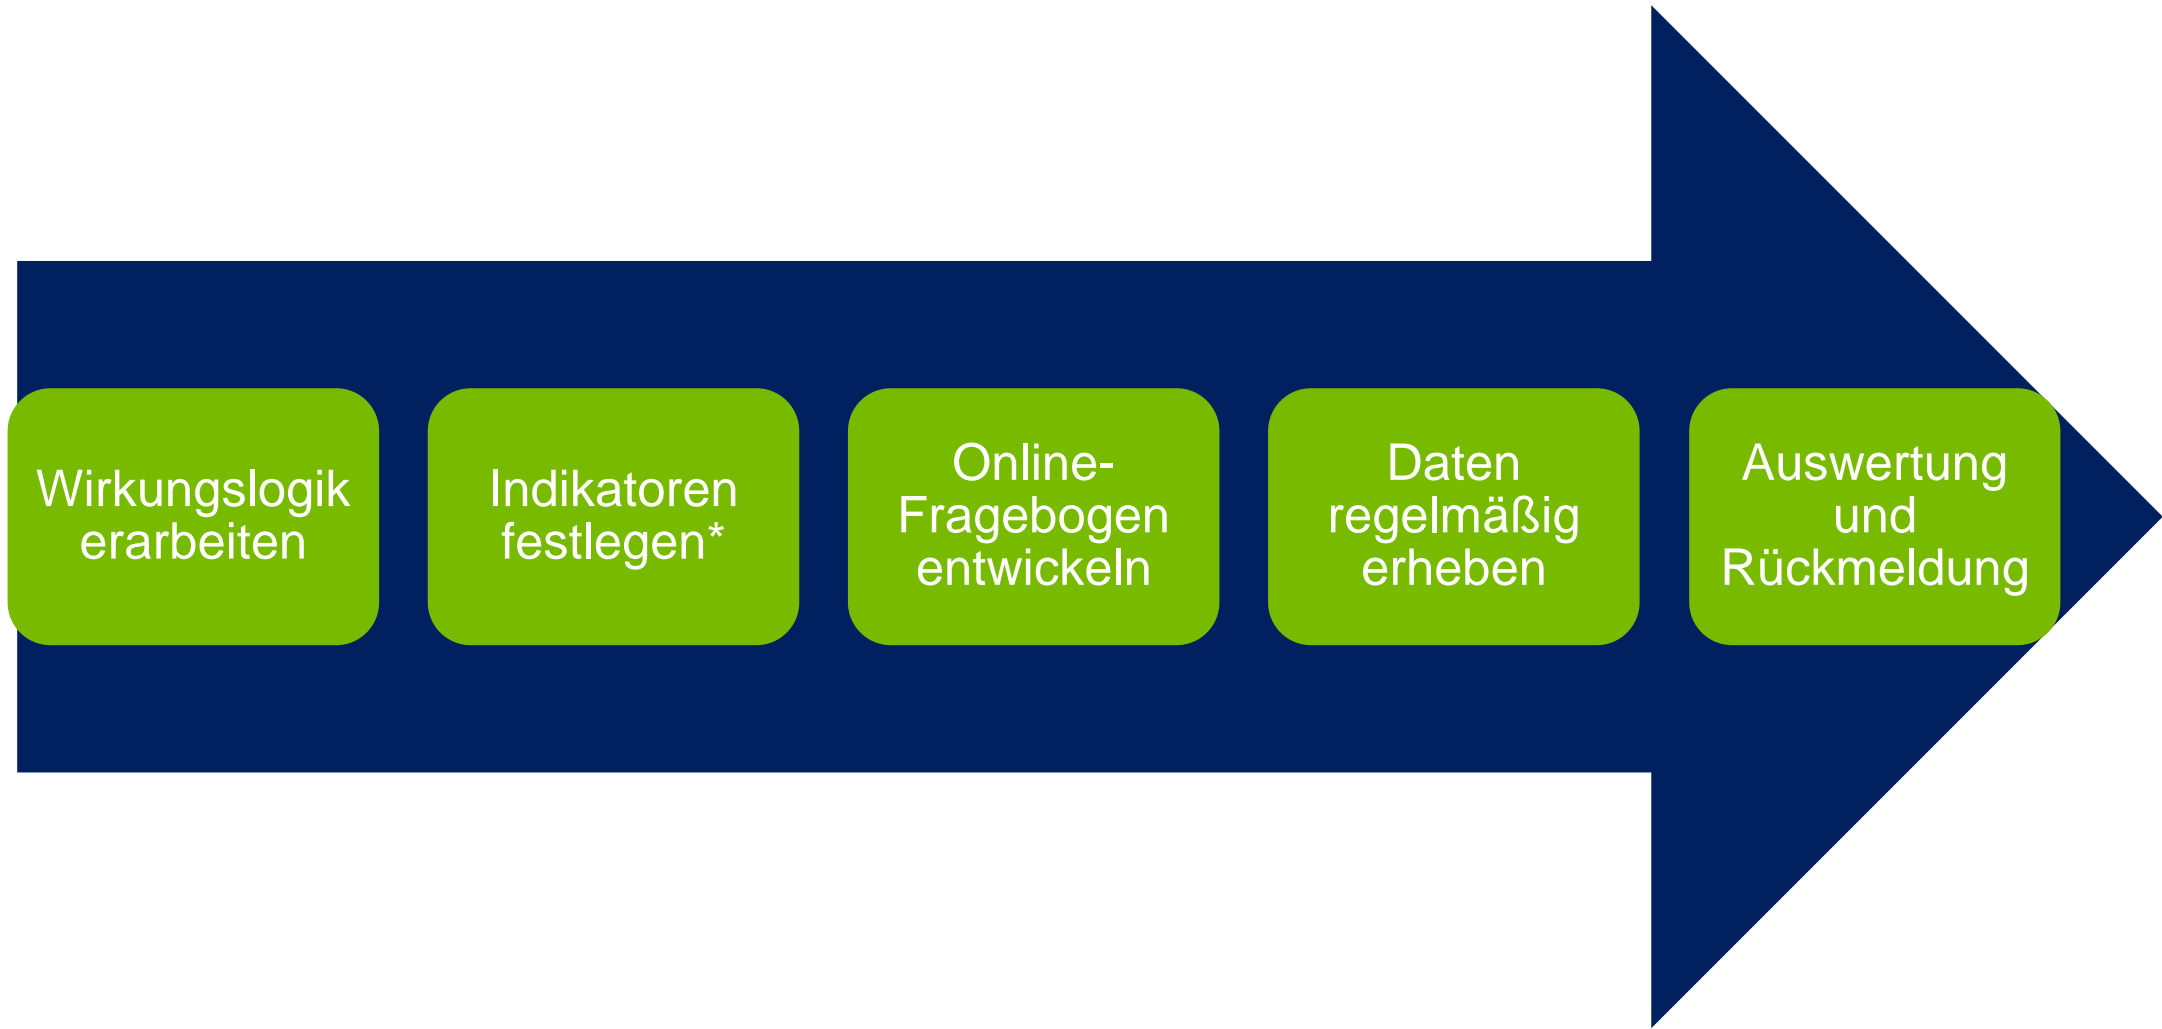 Wirkungslogik
erarbeiten
Indikatoren
festlegen*
Online-
Fragebogen
entwickeln
Daten
regelmäßig
erheben
Auswertung
und
Rückmeldung